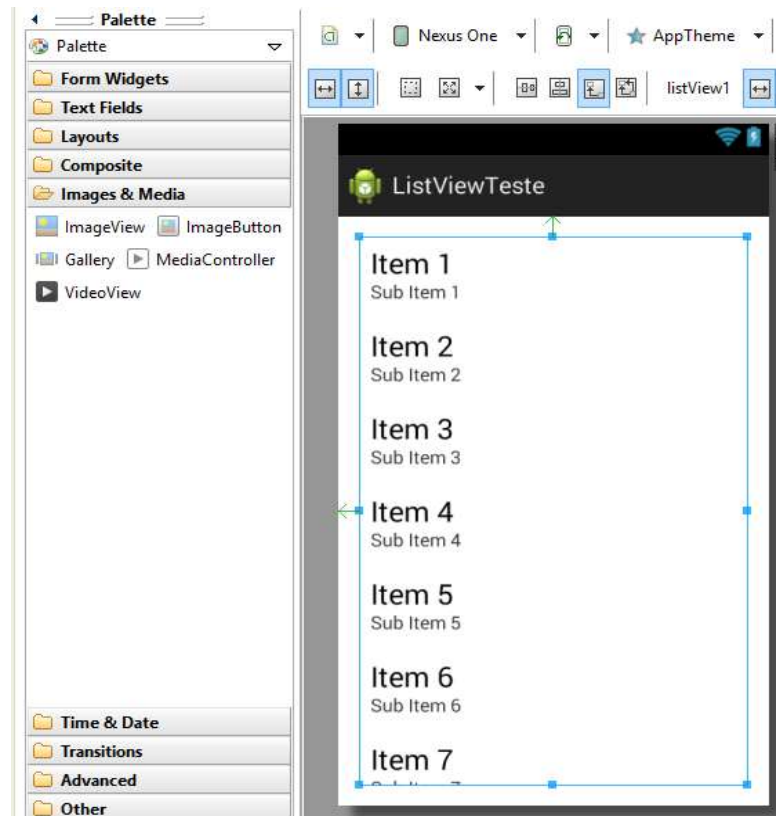 Palette
Palette
Form Widgets
Text Fields
Layouts
Composite
Images & Media
ImageView ImageButton
Gallery MediaController
VideoView
Time & Date
Transitions
Advanced
Other
Nexus One AppTheme
listView1
ListViewTeste
Item 1
Sub Item 1
Item 2
Sub Item 2
Item 3
Sub Item 3
Item 4
Sub Item 4
Item 5
Sub Item 5
Item 6
Sub Item 6
Item 7